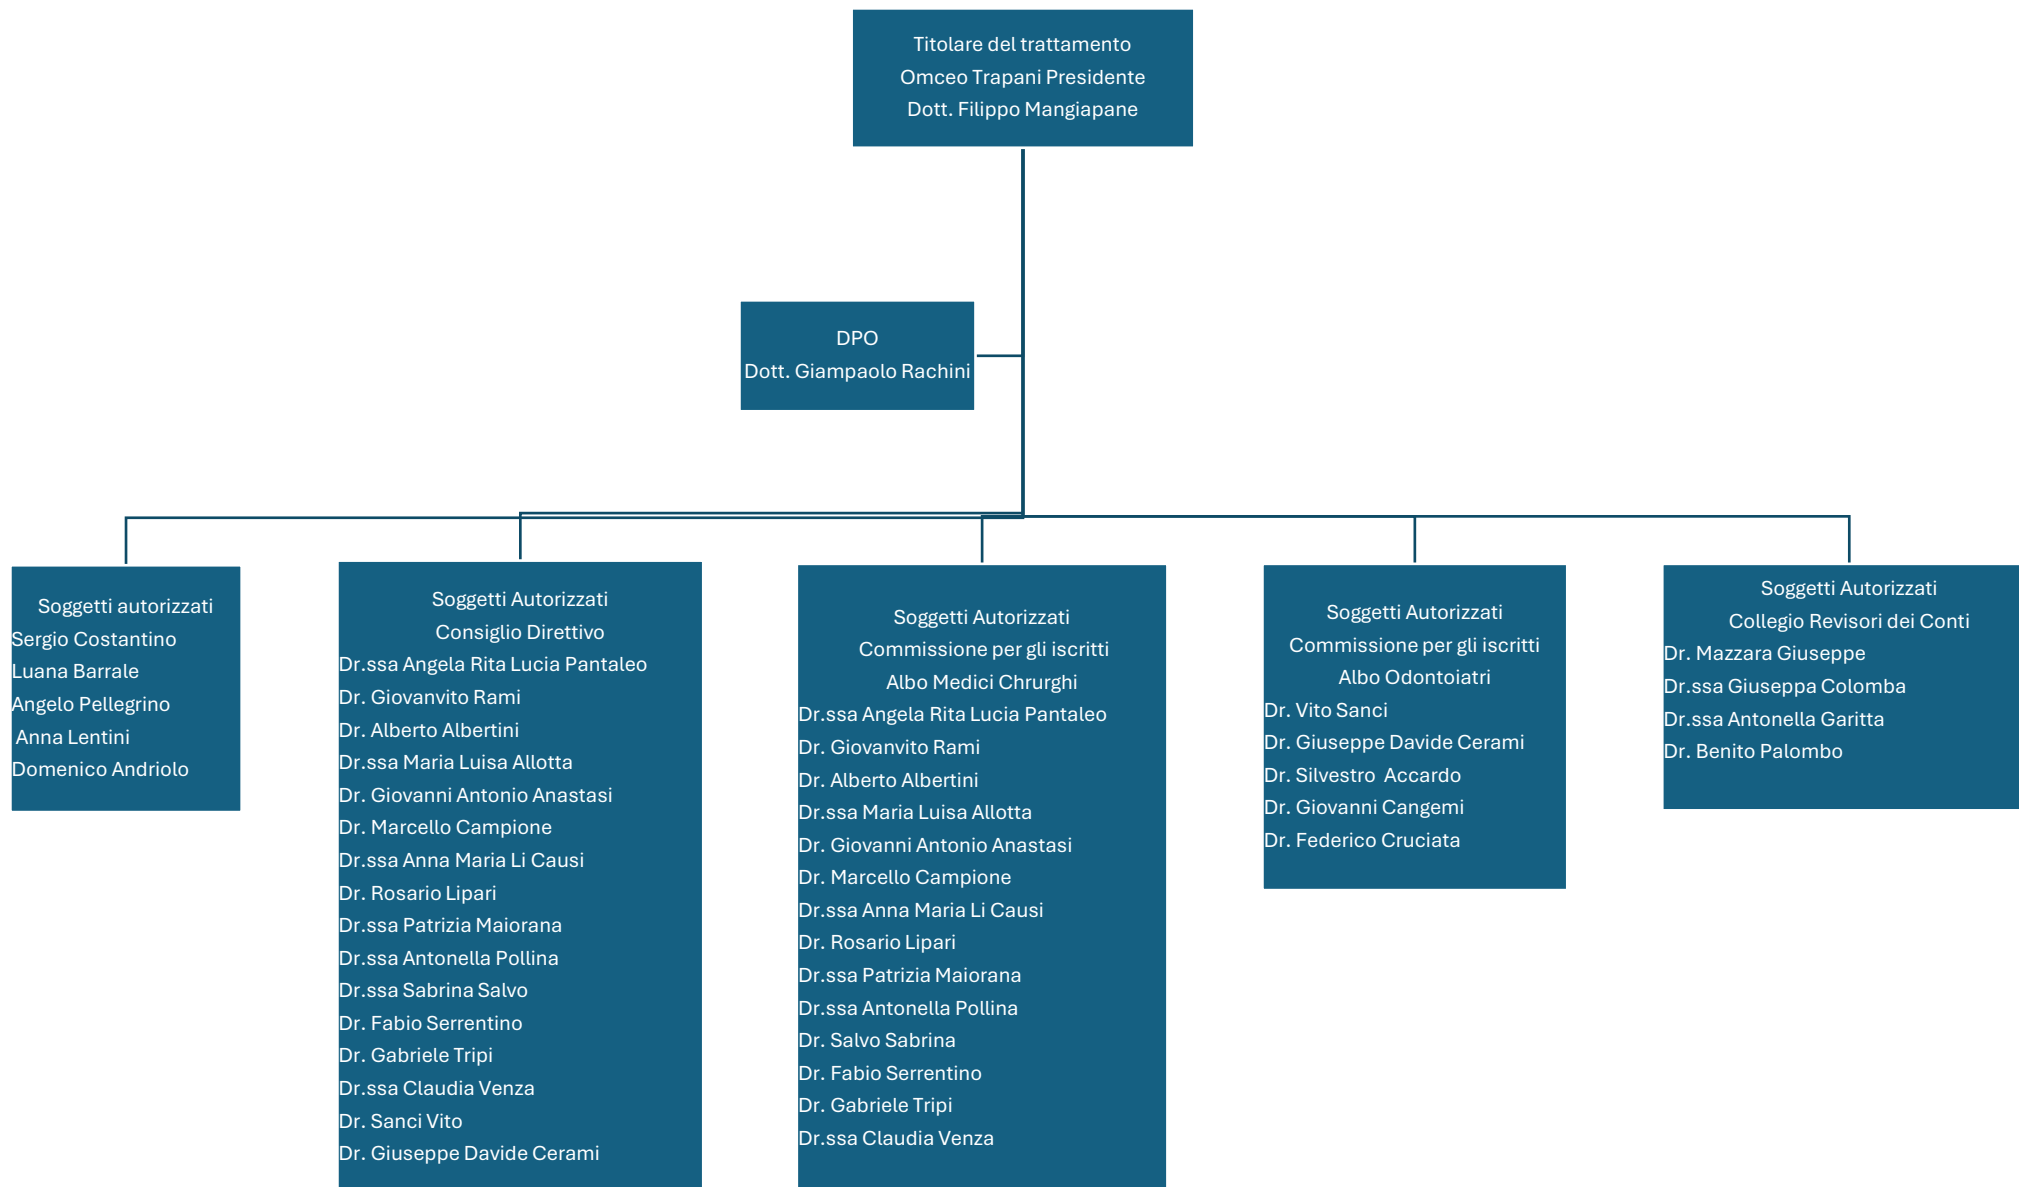 Titolare del trattamento
Omceo Trapani Presidente
Dott. Filippo Mangiapane
DPO
Dott. Giampaolo Rachini
Soggetti autorizzati
Sergio Costantino
Luana Barrale
Angelo Pellegrino
Anna Lentini
Domenico Andriolo
Soggetti Autorizzati
Consiglio Direttivo
Dr.ssa Angela Rita Lucia Pantaleo
Dr. Giovanvito Rami
Dr. Alberto Albertini
Dr.ssa Maria Luisa Allotta
Dr. Giovanni Antonio Anastasi
Dr. Marcello Campione
Dr.ssa Anna Maria Li Causi
Dr. Rosario Lipari
Dr.ssa Patrizia Maiorana
Dr.ssa Antonella Pollina
Dr.ssa Sabrina Salvo
Dr. Fabio Serrentino
Dr. Gabriele Tripi
Dr.ssa Claudia Venza
Dr. Sanci Vito
Dr. Giuseppe Davide Cerami
Soggetti Autorizzati
Commissione per gli iscritti
Albo Medici Chrurghi
Dr.ssa Angela Rita Lucia Pantaleo
Dr. Giovanvito Rami
Dr. Alberto Albertini
Dr.ssa Maria Luisa Allotta
Dr. Giovanni Antonio Anastasi
Dr. Marcello Campione
Dr.ssa Anna Maria Li Causi
Dr. Rosario Lipari
Dr.ssa Patrizia Maiorana
Dr.ssa Antonella Pollina
Dr. Salvo Sabrina
Dr. Fabio Serrentino
Dr. Gabriele Tripi
Dr.ssa Claudia Venza
Soggetti Autorizzati
Commissione per gli iscritti
Albo Odontoiatri
Dr. Vito Sanci
Dr. Giuseppe Davide Cerami
Dr. Silvestro  Accardo
Dr. Giovanni Cangemi
Dr. Federico Cruciata
Soggetti Autorizzati
Collegio Revisori dei Conti
Dr. Mazzara Giuseppe
Dr.ssa Giuseppa Colomba
Dr.ssa Antonella Garitta
Dr. Benito Palombo